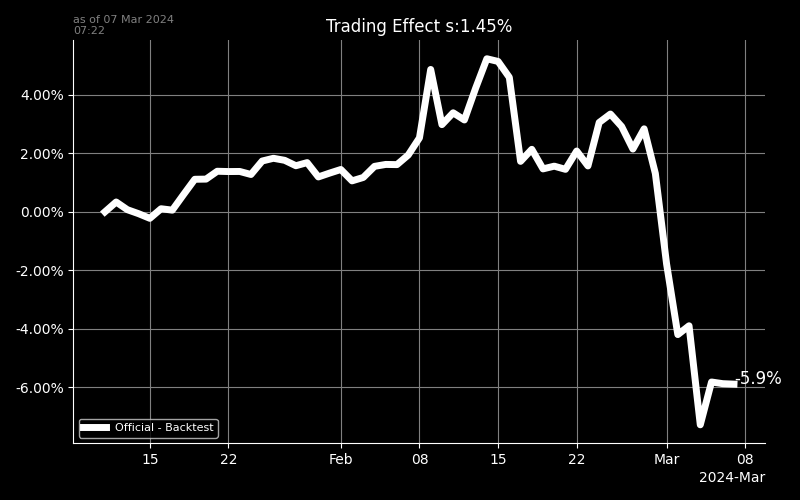 as of 07 Mar 2024
07:22
Trading Effect s:1.45%
4.00%
2.00%
0.00%
-2.00%
-4.00%
-6.00%
-5.9%
Official - Backtest
15 22 Feb 08 15 22 Mar 08
2024-Mar